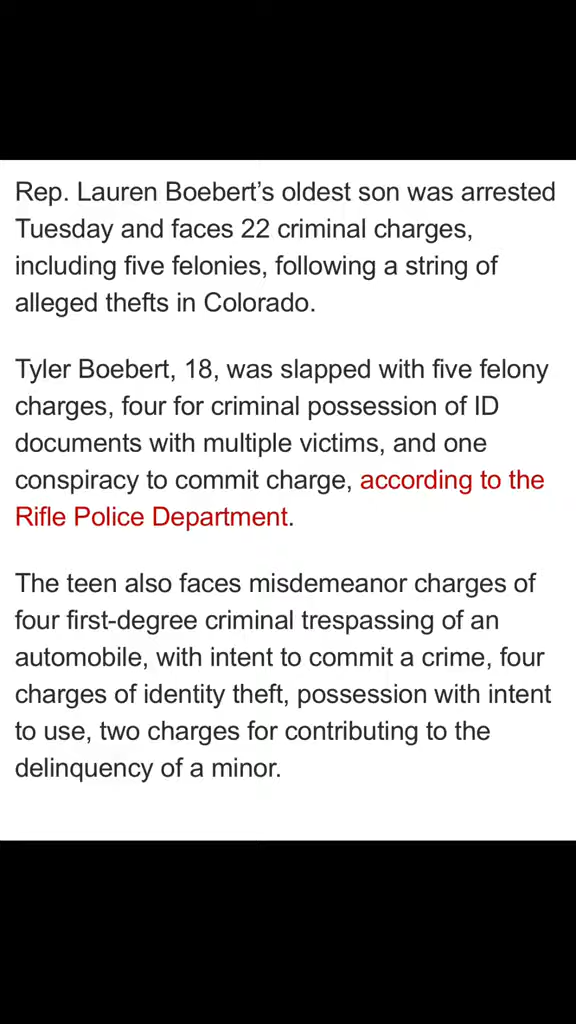 Rep. Lauren Boebert’s oldest son was arrested
Tuesday and faces 22 criminal charges,
including five felonies, following a string of
alleged thefts in Colorado.
Tyler Boebert, 18, was slapped with five felony
charges, four for criminal possession of ID
documents with multiple victims, and one
conspiracy to commit charge, according to the
Rifle Police Department.
The teen also faces misdemeanor charges of
four first-degree criminal trespassing of an
automobile, with intent to commit a crime, four
charges of identity theft, possession with intent
to use, two charges for contributing to the
delinquency of a minor.